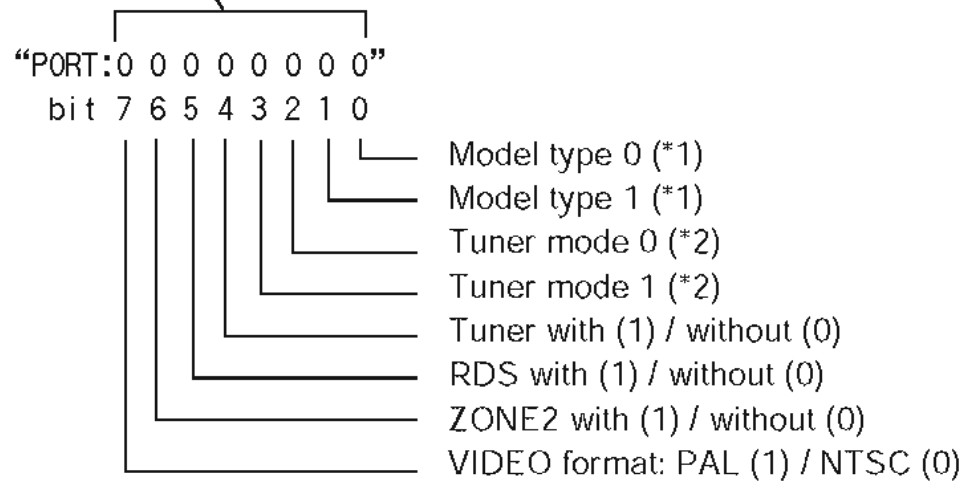 “PORT:0 0 0 0 0 0 0 0”
bit 7 6 5 4 3 2 1 0
Model type 0 (*1)
Model type 1 (*1)
Tuner mode 0 (*2)
Tuner mode 1 (*2)
Tuner with (1) / without (0)
RDS with (1) / without (0)
ZONE2 with (1) / without (0)
VIDEO format: PAL (1) / NTSC (0)